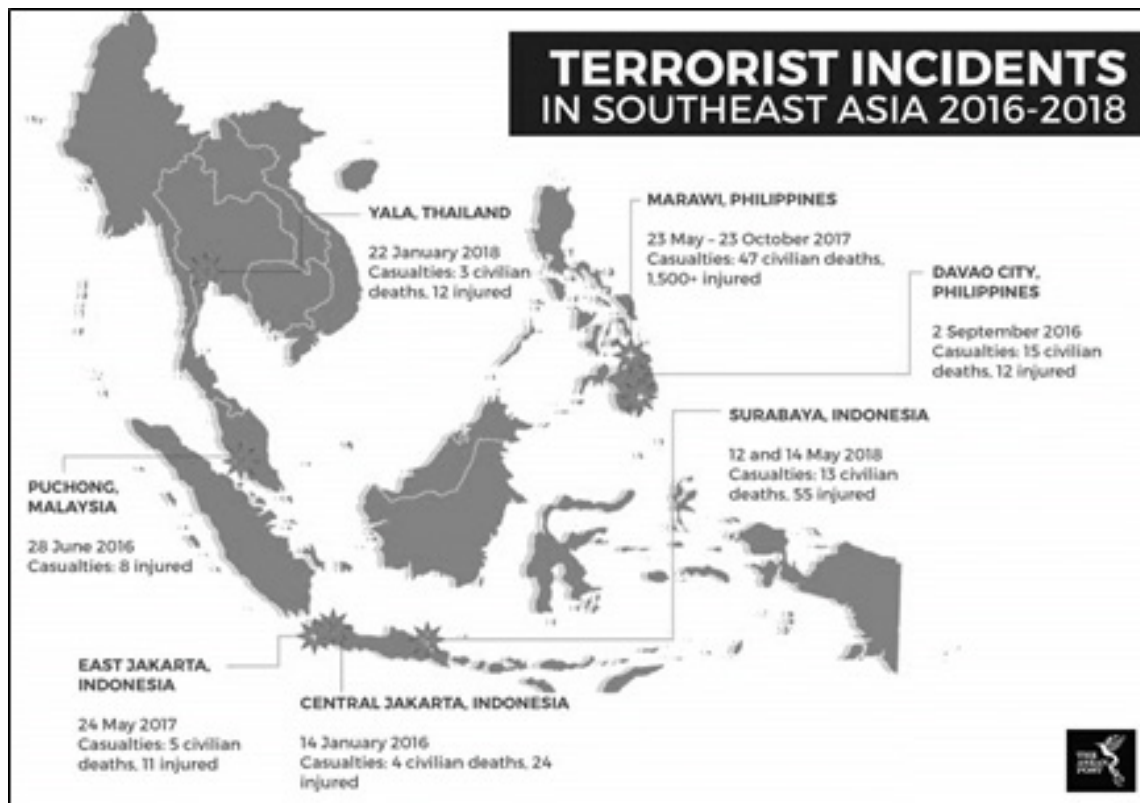 TERRORIST INCIDENTS
IN SOUTHEAST ASIA 2016-2018
YALA, THAILAND
22 January 2018
Casualties: 3 civilian
deaths, 12 injured
MARAWI, PHILIPPINES
23 May – 23 October 2017
Casualties: 47 civilian deaths,
1,500+ injured
DAVAO CITY,
PHILIPPINES
2 September 2016
Casualties: 15 civilian
deaths, 12 injured
SURABAYA, INDONESIA
12 and 14 May 2018
Casualties: 13 civilian
deaths, 55 injured
PUCHONG,
MALAYSIA
28 June 2016
Casualties: 8 injured
EAST JAKARTA,
INDONESIA
24 May 2017
Casualties: 5 civilian
deaths, 11 injured
CENTRAL JAKARTA, INDONESIA
14 January 2016
Casualties: 4 civilian deaths, 24
injured
THE
ASEAN
POST